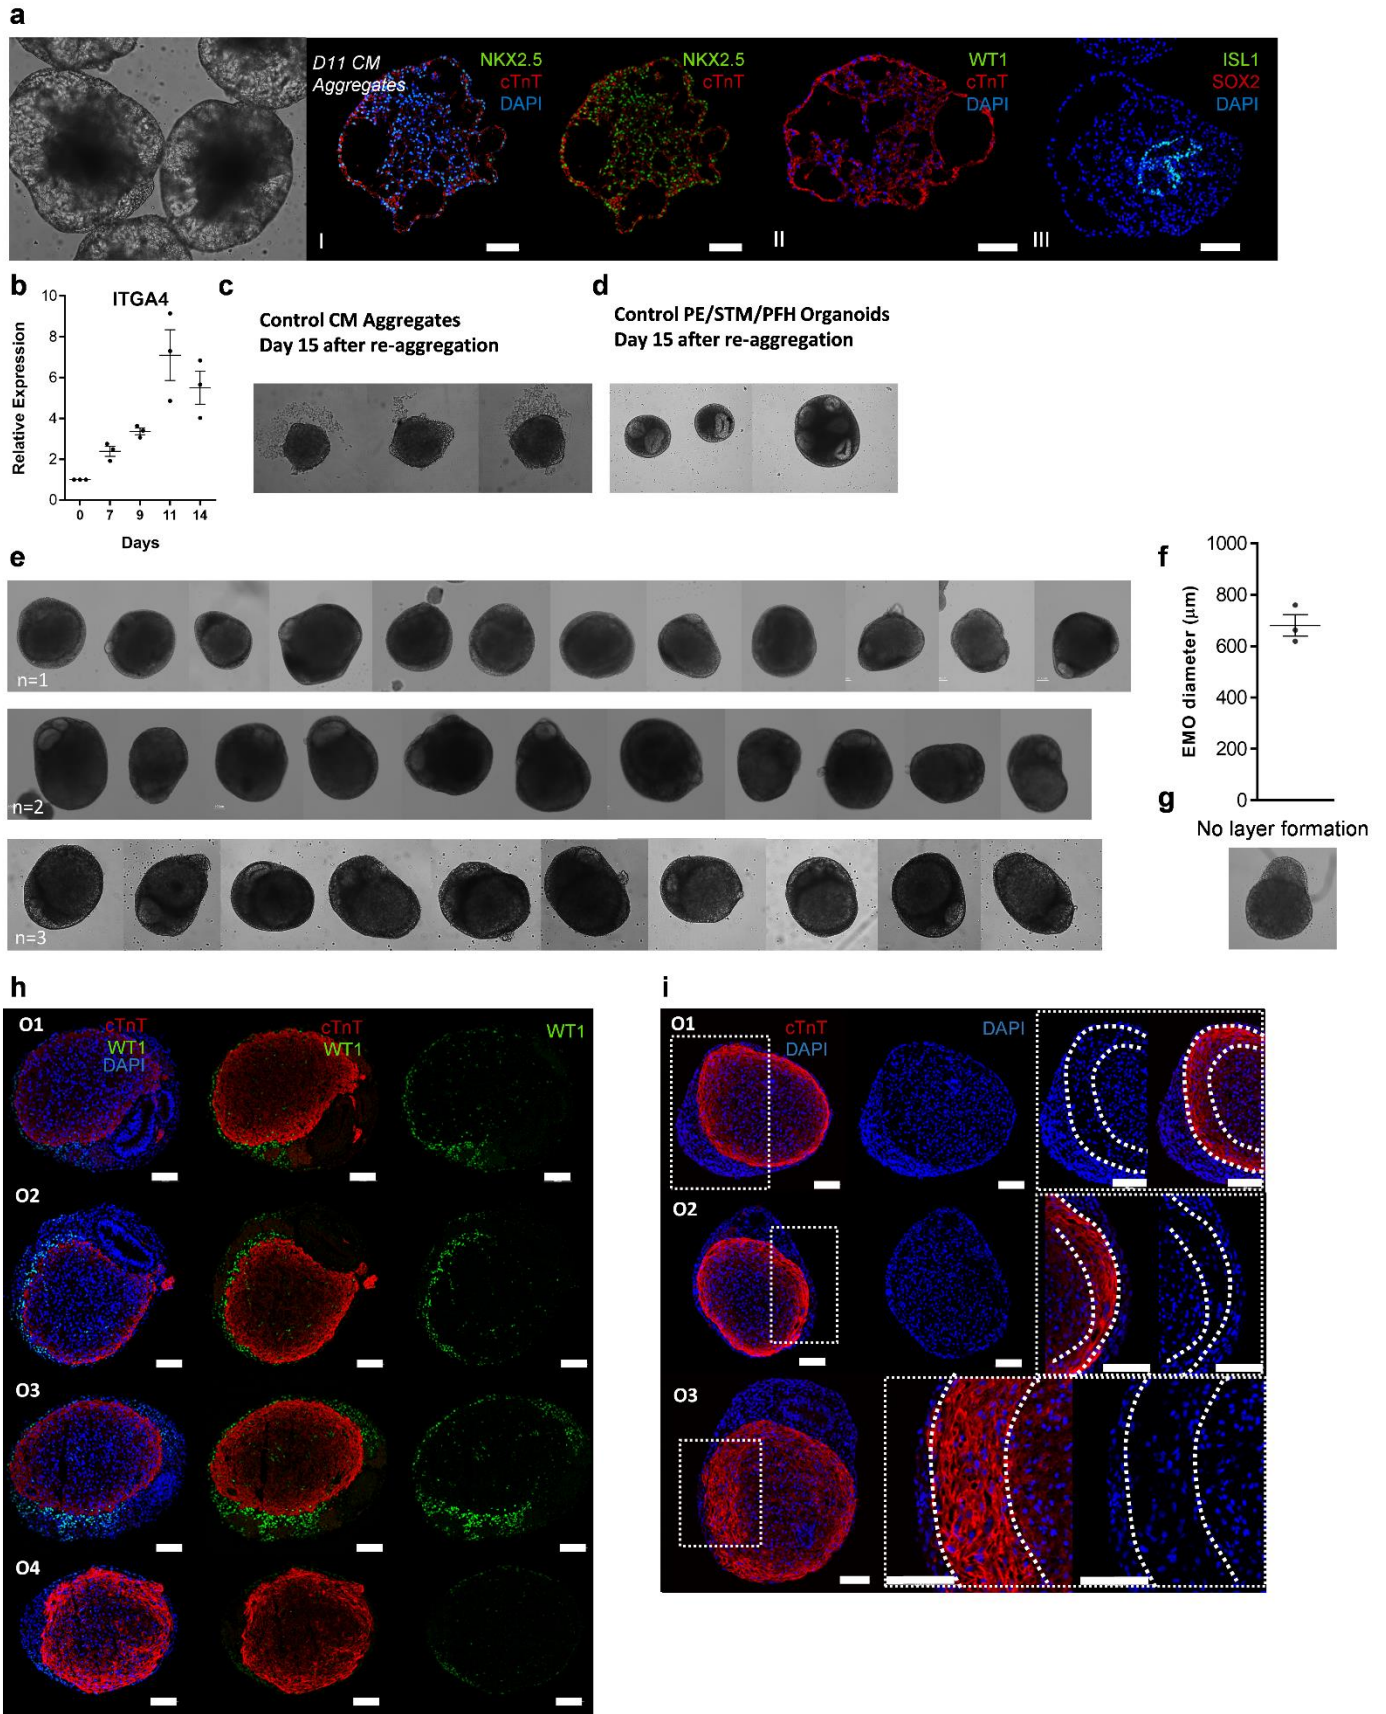 a
D11 CM
Aggregates
NKX2.5
cTnT
DAPI
NKX2.5
cTnT
WT1
cTnT
DAPI
ISL1
SOX2
DAPI
I
II
III
b
ITGA4
Relative Expression
10
8
6
4
2
0
0 7 9 11 14
Days
c
Control CM Aggregates
Day 15 after re-aggregation
d
Control PE/STM/PFH Organoids
Day 15 after re-aggregation
e
n=1
n=2
n=3
f
EMO diameter (μm)
1000
800
600
400
200
0
g
No layer formation
h
O1
cTnT
WT1
DAPI
cTnT
WT1
WT1
O2
O3
O4
i
O1
cTnT
DAPI
DAPI
O2
O3